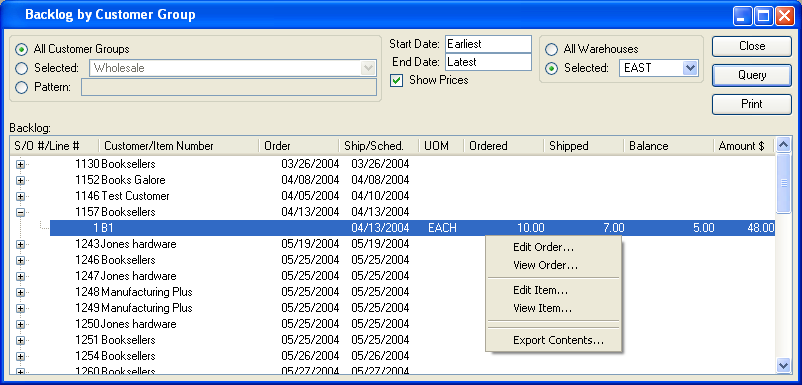 Backlog by Customer Group
All Customer Groups
Selected: Wholesale
Pattern:
Start Date: Earliest
End Date: Latest
Show Prices
All Warehouses
Selected: EAST
Close
Query
Print
Backlog:
S/O #/Line # Customer/Item Number Order Ship/Sched. UOM Ordered Shipped Balance Amount $
1130 Booksellers 03/26/2004 03/26/2004
1152 Books Galore 04/08/2004 04/08/2004
1146 Test Customer 04/05/2004 04/10/2004
1157 Booksellers 04/13/2004 04/13/2004
1 B1 04/13/2004 EACH 10.00 7.00 5.00 48.00
1243 Jones hardware 05/19/2004 05/19/2004
1246 Booksellers 05/25/2004 05/25/2004
1247 Jones hardware 05/25/2004 05/25/2004
1248 Manufacturing Plus 05/25/2004 05/25/2004
1249 Manufacturing Plus 05/25/2004 05/25/2004
1250 Jones hardware 05/25/2004 05/25/2004
1251 Booksellers 05/25/2004 05/25/2004
1254 Booksellers 05/26/2004 05/26/2004
1260 Booksellers 05/27/2004 05/27/2004
Edit Order...
View Order...
Edit Item...
View Item...
Export Contents...